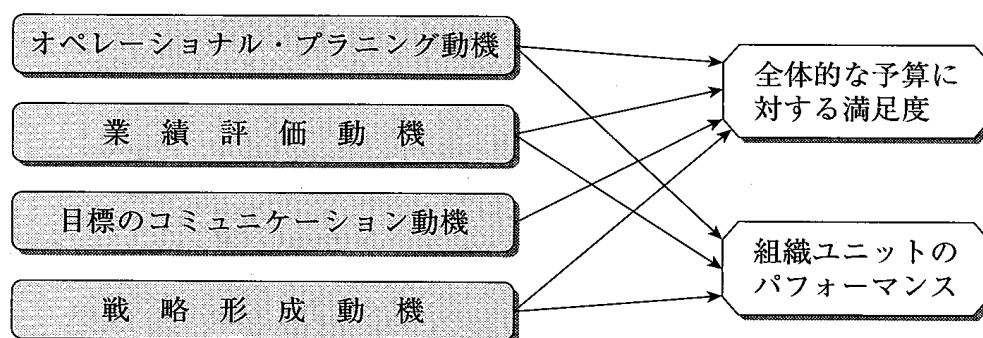 オペレーショナル・プラニング動機
業績評価動機
目標のコミュニケーション動機
戦略形成動機
全体的な予算に
対する満足度
組織ユニットの
パフォーマンス